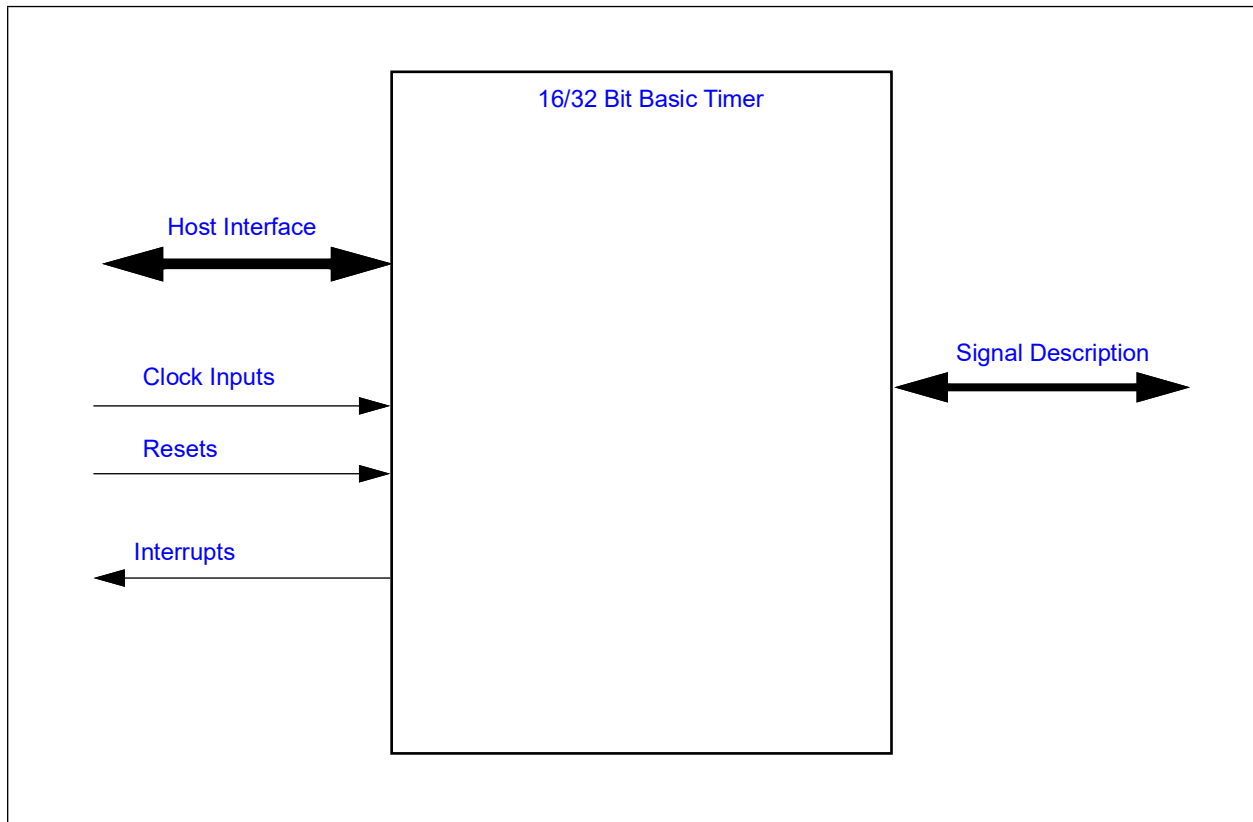 16/32 Bit Basic Timer
Host Interface
Signal Description
Clock Inputs
Resets
Interrupts